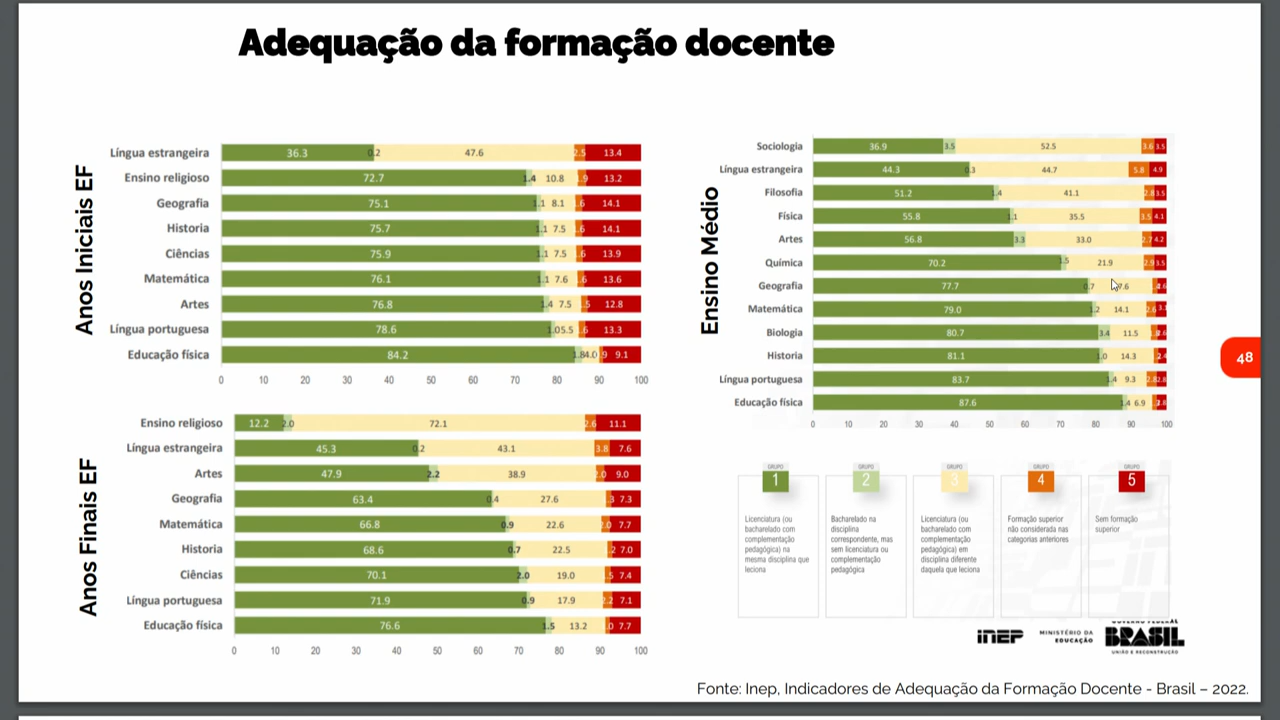 Adequação da formação docente
Anos Iniciais EF
Língua estrangeira 36.3 0.2 47.6 2.5 13.4
Ensino religioso 72.7 1.4 10.8 1.9 13.2
Geografia 75.1 1.1 8.1 .6 14.1
Historia 75.7 1.1 7.5 .6 14.1
Ciências 75.9 1.1 7.5 .6 13.9
Matemática 76.1 1.1 7.6 .6 13.6
Artes 76.8 1.4 7.5 .5 12.8
Língua portuguesa 78.6 1.0 5.5 .6 13.3
Educação física 84.2 1.8 4.0 9 9.1
0 10 20 30 40 50 60 70 80 90 100
Anos Finais EF
Ensino religioso 12.2 2.0 72.1 2.6 11.1
Língua estrangeira 45.3 0.2 43.1 3.8 7.6
Artes 47.9 2.2 38.9 2.0 9.0
Geografia 63.4 0.4 27.6 .3 7.3
Matemática 66.8 0.9 22.6 2.0 7.7
Historia 68.6 0.7 22.5 .2 7.0
Ciências 70.1 2.0 19.0 .5 7.4
Língua portuguesa 71.9 0.9 17.9 2.2 7.1
Educação física 76.6 1.5 13.2 .0 7.7
0 10 20 30 40 50 60 70 80 90 100
Ensino Médio
Sociologia 36.9 3.5 52.5 3.6 3.5
Língua estrangeira 44.3 0.3 44.7 5.8 4.9
Filosofia 51.2 1.4 41.1 2.8 3.5
Física 55.8 1.1 35.5 3.5 4.1
Artes 56.8 3.3 33.0 2.7 4.2
Química 70.2 1.5 21.9 2.9 3.5
Geografia 77.7 0.7 7.6
Matemática 79.0 1.2 14.1 2.6 3.1
Biologia 80.7 3.4 11.5 2.6
Historia 81.1 1.0 14.3 2.4
Língua portuguesa 83.7 1.4 9.3 2.8 2.8
Educação física 87.6 1.4 6.9 2.8
0 10 20 30 40 50 60 70 80 90 100
GRUPO GRUPO GRUPO GRUPO GRUPO
1 2 3 4 5
Licenciatura (ou
bacharelado com
complementação
pedagógica) na
mesma disciplina que
leciona
Bacharelado na
disciplina
correspondente, mas
sem licenciatura ou
complementação
pedagógica
Licenciatura (ou
bacharelado com
complementação
pedagógica) em
disciplina diferente
daquela que leciona
Formação superior
não considerada nas
categorias anteriores
Sem formação
superior
48
inep
MINISTÉRIO DA
EDUCAÇÃO
GOVERNO FEDERAL
BRASIL
UNIÃO E RECONSTRUÇÃO
Fonte: Inep, Indicadores de Adequação da Formação Docente - Brasil – 2022.